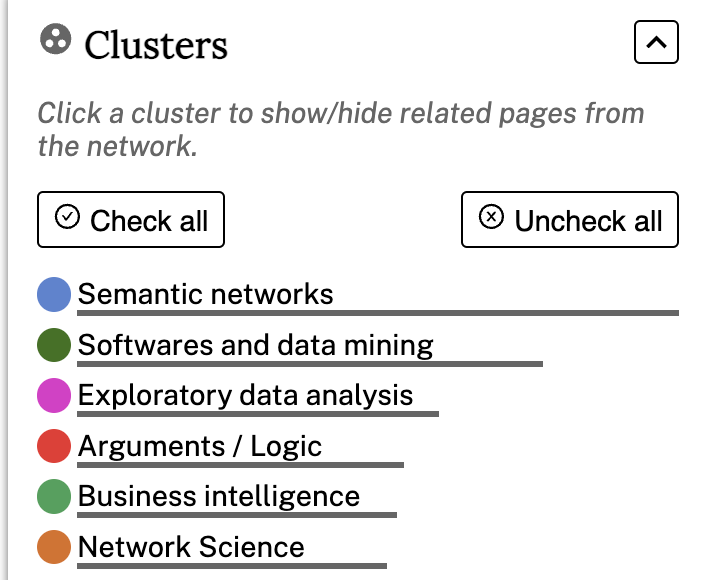 Clusters
Click a cluster to show/hide related pages from
the network.
Check all
Uncheck all
Semantic networks
Softwares and data mining
Exploratory data analysis
Arguments / Logic
Business intelligence
Network Science